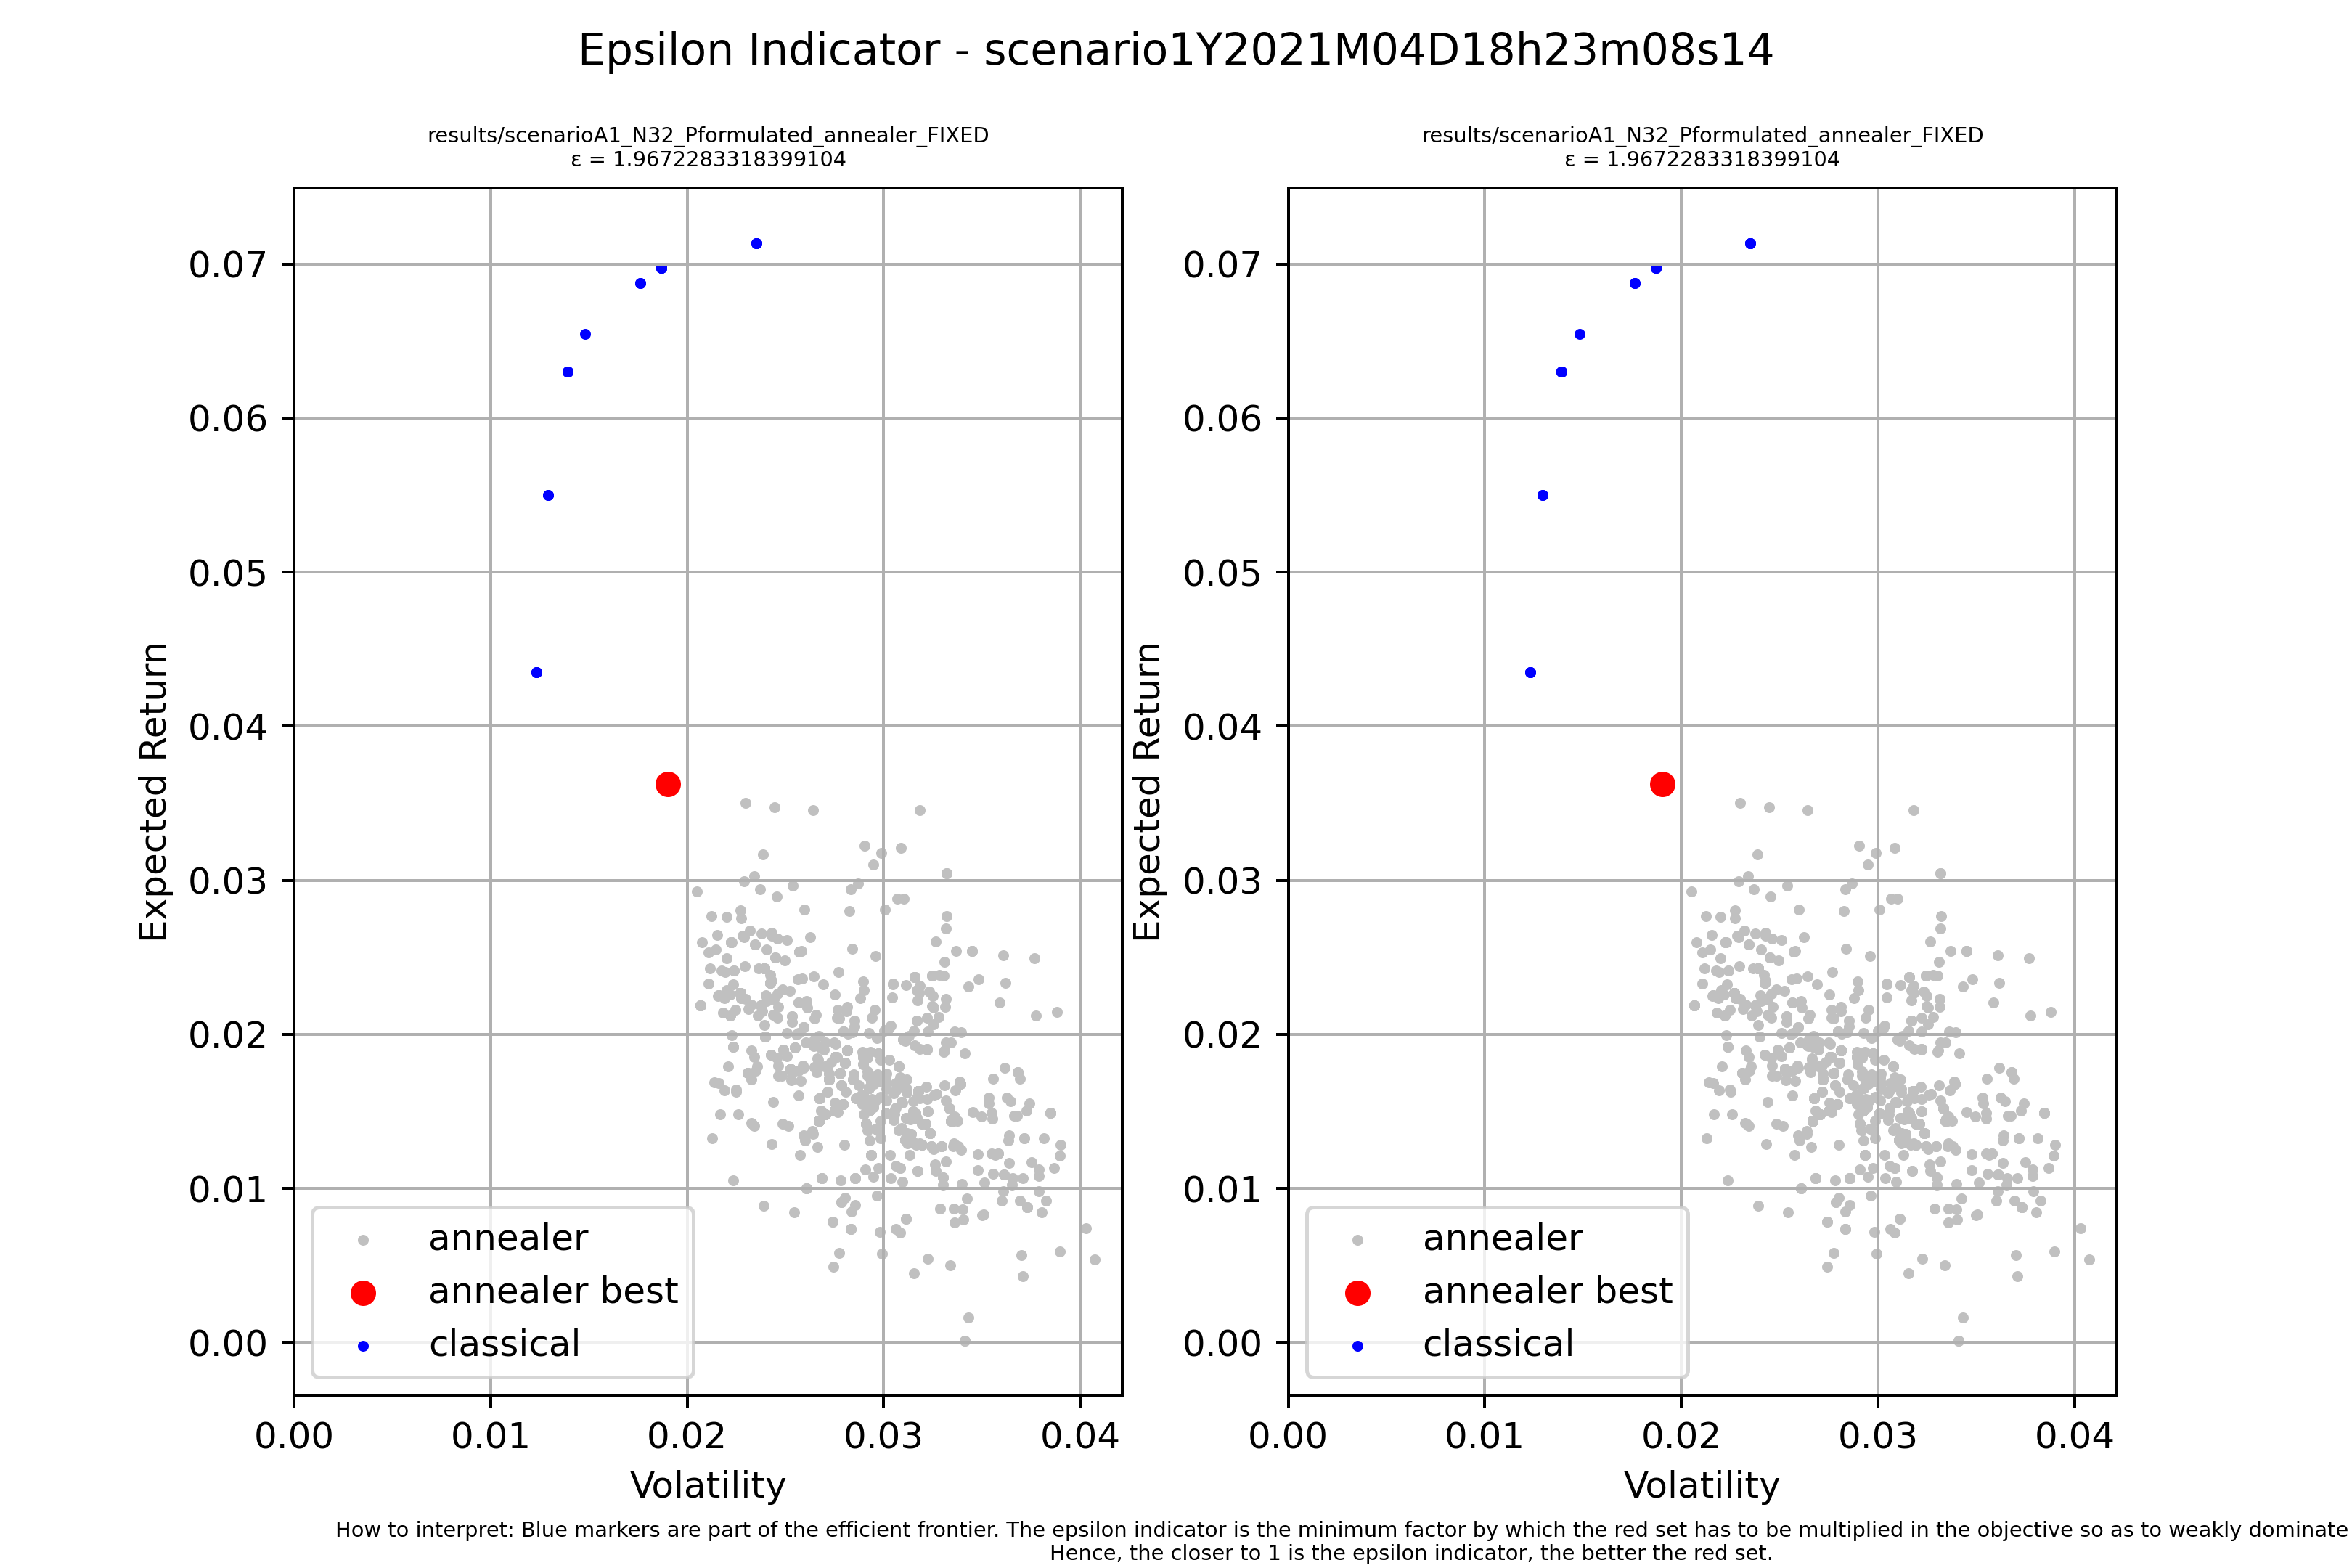 Epsilon Indicator - scenario1Y2021M04D18h23m08s14
results/scenarioA1_N32_Pformulated_annealer_FIXED
ε = 1.9672283318399104
Expected Return
0.07
0.06
0.05
0.04
0.03
0.02
0.01
0.00
annealer
annealer best
classical
0.00 0.01 0.02 0.03 0.04
Volatility
results/scenarioA1_N32_Pformulated_annealer_FIXED
ε = 1.9672283318399104
Expected Return
0.07
0.06
0.05
0.04
0.03
0.02
0.01
0.00
annealer
annealer best
classical
0.00 0.01 0.02 0.03 0.04
Volatility
How to interpret: Blue markers are part of the efficient frontier. The epsilon indicator is the minimum factor by which the red set has to be multiplied in the objective so as to weakly dominate
Hence, the closer to 1 is the epsilon indicator, the better the red set.